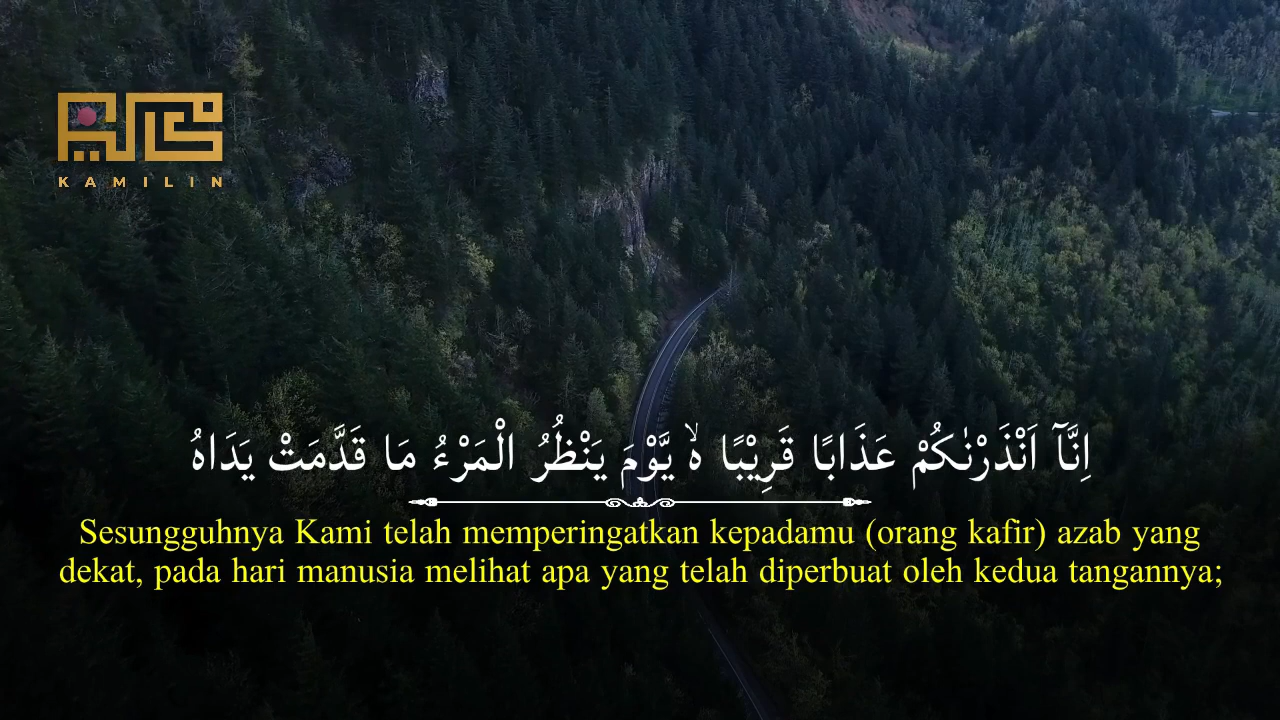 KAMILIN
اِنَّآ اَنْذَرْنٰكُمْ عَذَابًا قَرِيْبًا ەۙ يَّوْمَ يَنْظُرُ الْمَرْءُ مَا قَدَّمَتْ يَدَاهُ
Sesungguhnya Kami telah memperingatkan kepadamu (orang kafir) azab yang
dekat, pada hari manusia melihat apa yang telah diperbuat oleh kedua tangannya;